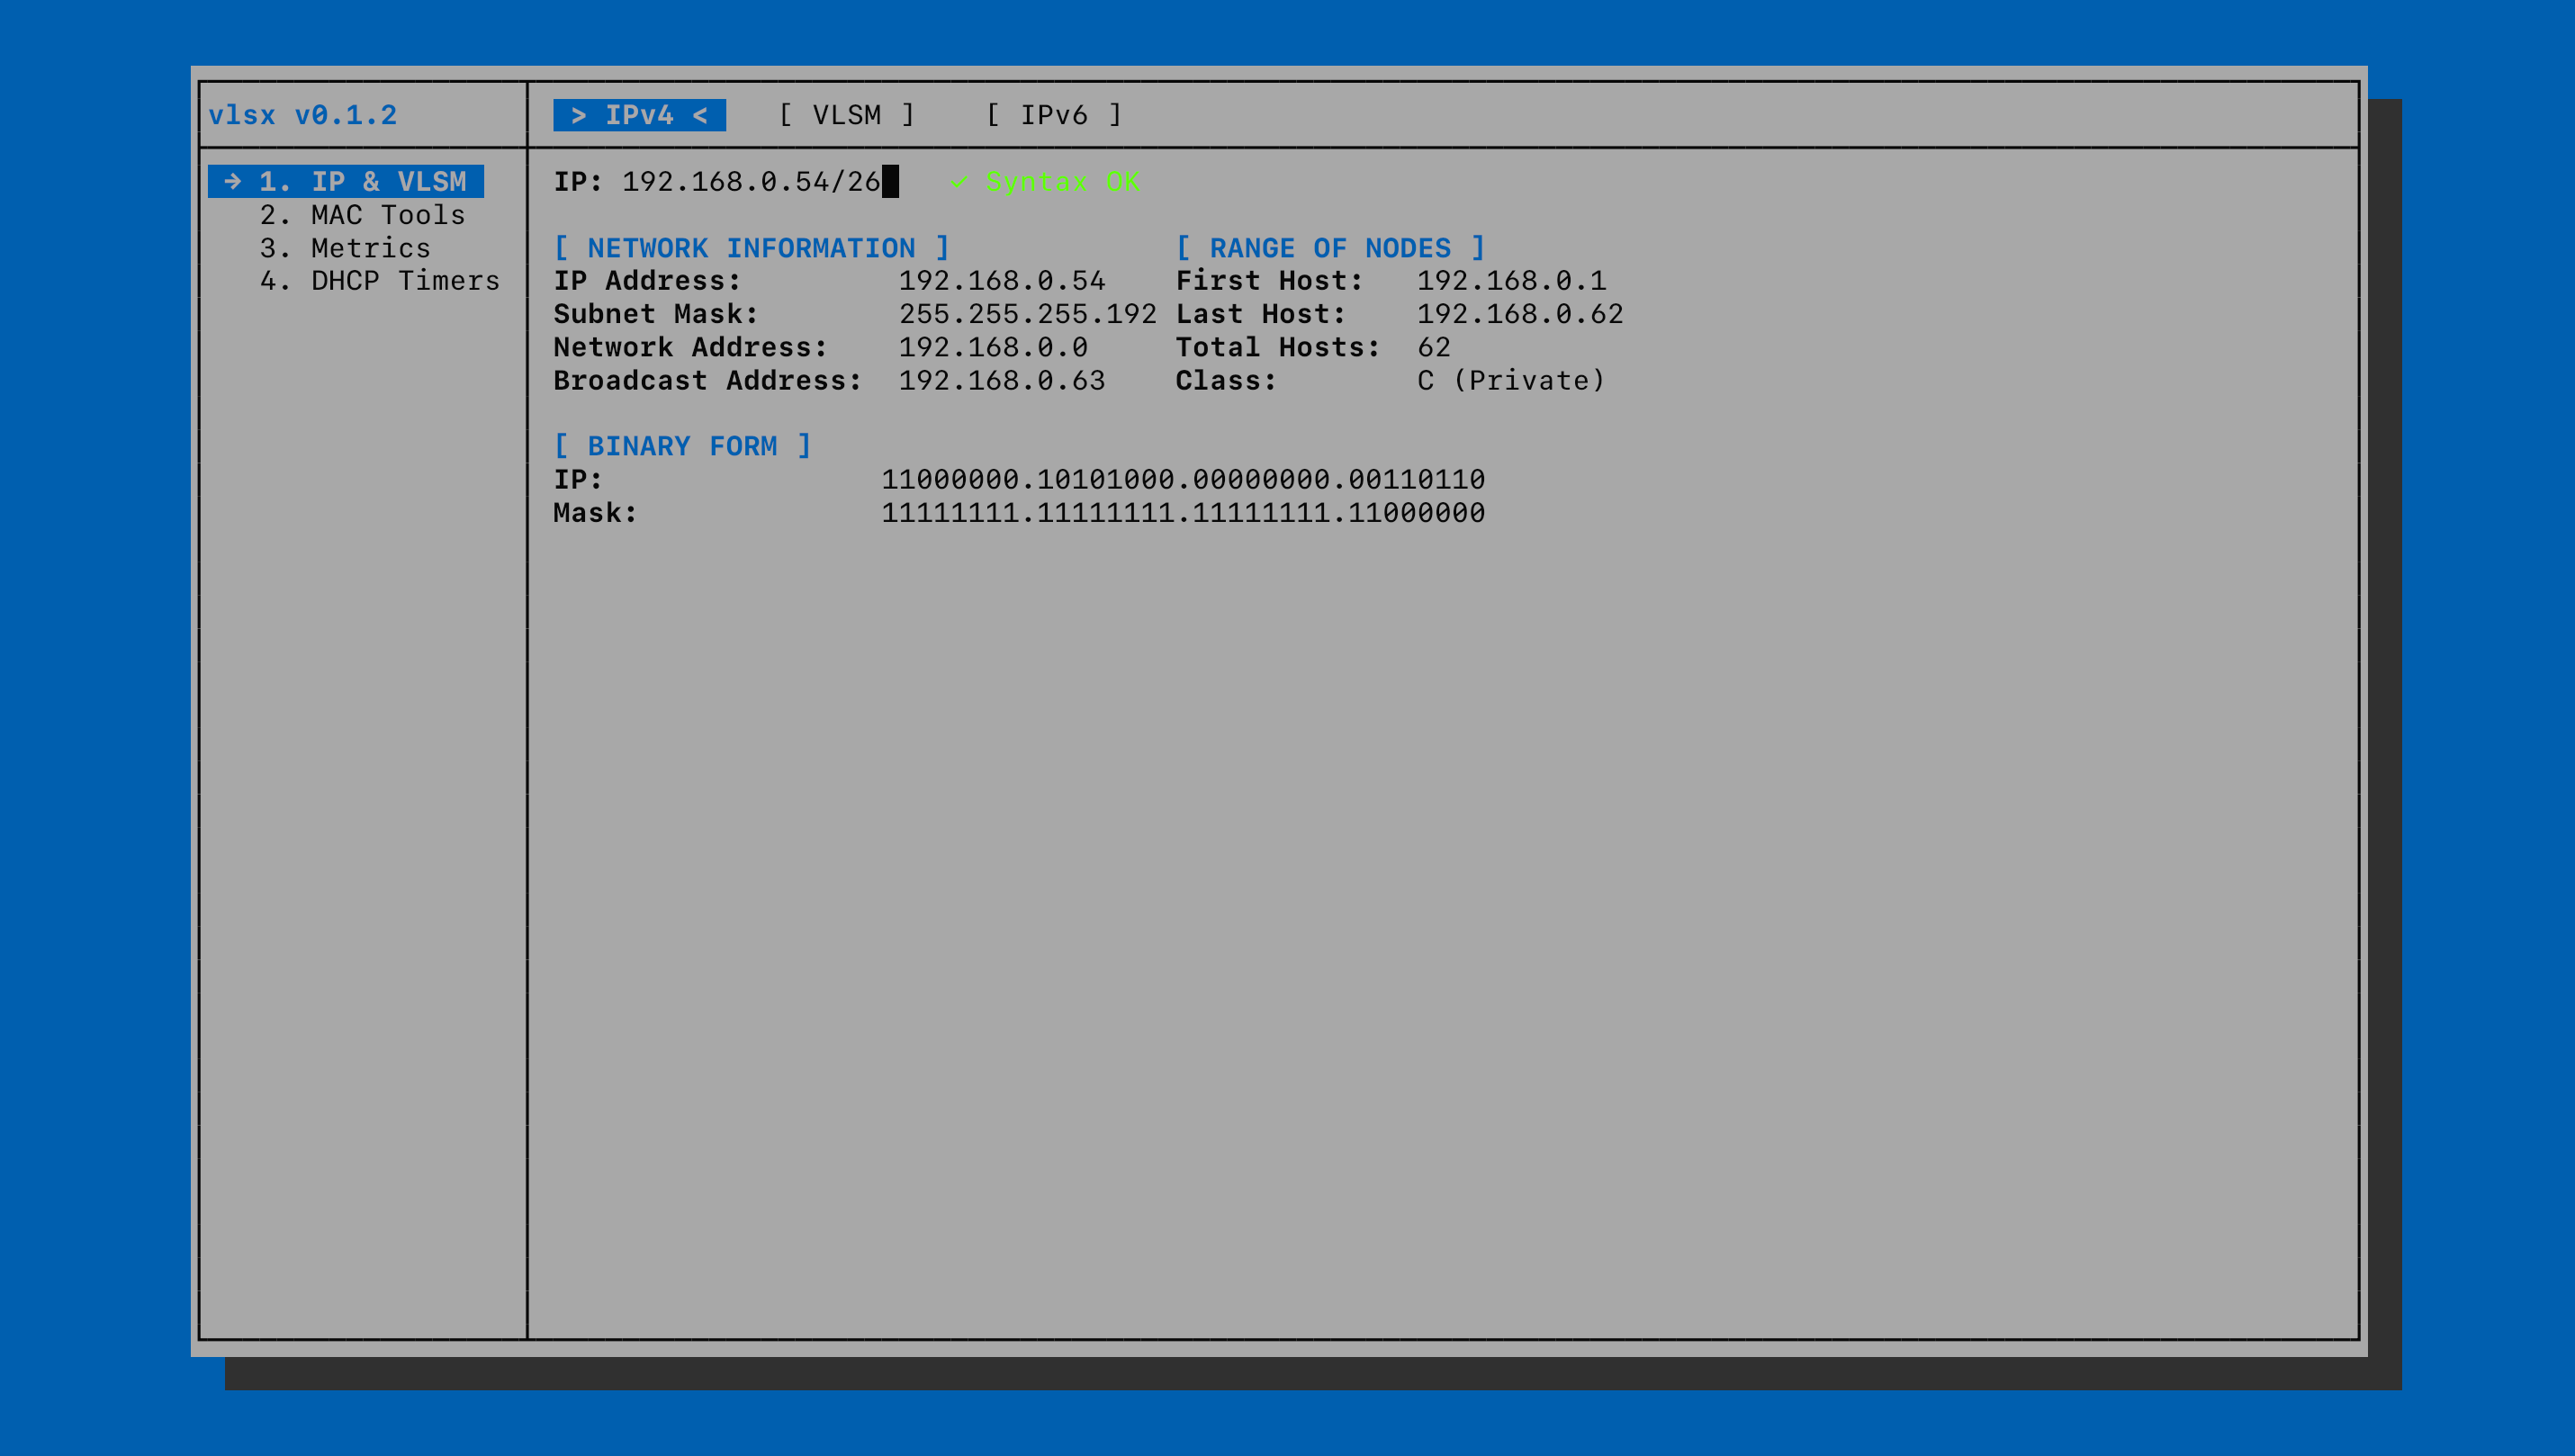 vlsx v0.1.2 > IPv4 < [ VLSM ] [ IPv6 ]
→ 1. IP & VLSM
2. MAC Tools
3. Metrics
4. DHCP Timers
IP: 192.168.0.54/26 ✓ Syntax OK
[ NETWORK INFORMATION ] [ RANGE OF NODES ]
IP Address: 192.168.0.54 First Host: 192.168.0.1
Subnet Mask: 255.255.255.192 Last Host: 192.168.0.62
Network Address: 192.168.0.0 Total Hosts: 62
Broadcast Address: 192.168.0.63 Class: C (Private)
[ BINARY FORM ]
IP: 11000000.10101000.00000000.00110110
Mask: 11111111.11111111.11111111.11000000